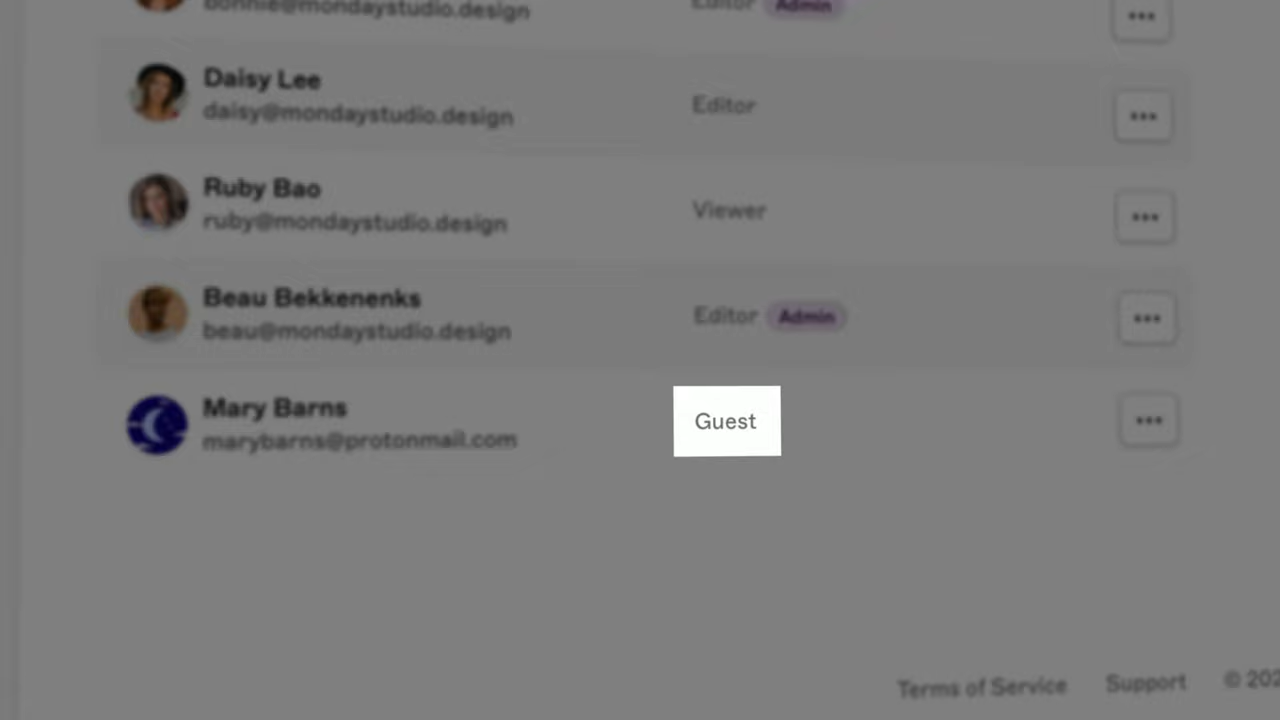 bonnie@mondaystudio.design
Editor Admin
Daisy Lee
daisy@mondaystudio.design
Editor
Ruby Bao
ruby@mondaystudio.design
Viewer
Beau Bekkenenks
beau@mondaystudio.design
Editor Admin
Mary Barns
marybarns@protonmail.com
Guest
Terms of Service Support © 202